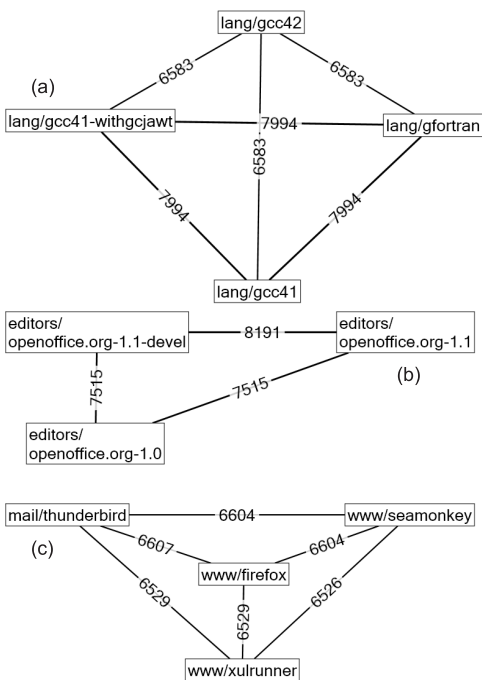 lang/gcc42
6583
6583
(a)
lang/gcc41-withgcjawt
7994
lang/gfortran
6583
7994
7994
lang/gcc41
editors/
openoffice.org-1.1-devel
8191
editors/
openoffice.org-1.1
(b)
7515
7515
editors/
openoffice.org-1.0
mail/thunderbird
6604
www/seamonkey
(c)
6607
6604
www/firefox
6529
6529
6526
www/xulrunner